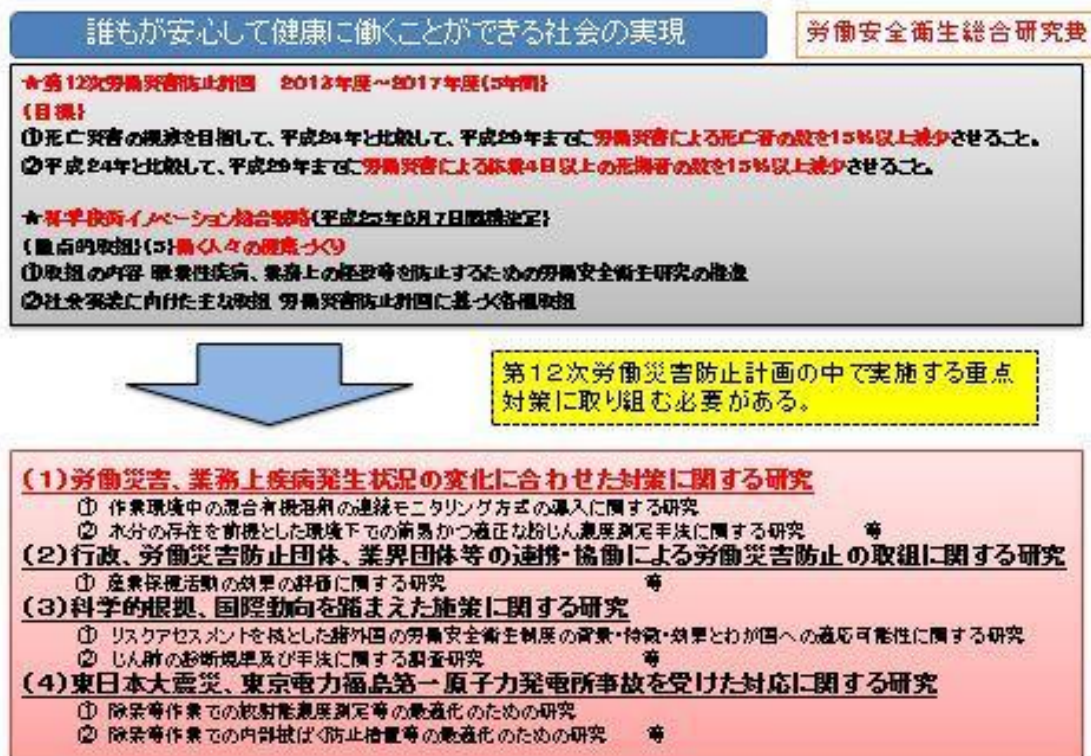 誰もが安心して健康に働くことができる社会の実現
労働安全衛生総合研究費
★第12次労働災害防止計画 2013年度～2017年度(5年間)
(目標)
①死亡災害の撲滅を目指して、平成24年と比較して、平成29年までに労働災害による死亡者の数を15%以上減少させること。
②平成24年と比較して、平成29年までに労働災害による休業4日以上の死傷者の数を15%以上減少させること。
★科学技術イノベーション総合戦略(平成25年6月7日閣議決定)
(重点的取組)(5)働く人々の健康づくり
①取組の内容 職業性疾病、業務上の怪我等を防止するための労働安全衛生研究の推進
②社会実装に向けた主な取組 労働災害防止計画に基づく各種取組
第12次労働災害防止計画の中で実施する重点
対策に取り組む必要がある。
(1)労働災害、業務上疾病発生状況の変化に合わせた対策に関する研究
① 作業環境中の混合有機溶剤の連続モニタリング方式の導入に関する研究
② 水分の存在を前提とした環境下での簡易かつ適正な粉じん濃度測定手法に関する研究 等
(2)行政、労働災害防止団体、業界団体等の連携・協働による労働災害防止の取組に関する研究
① 産業保健活動の効果の評価に関する研究 等
(3)科学的根拠、国際動向を踏まえた施策に関する研究
① リスクアセスメントを核とした諸外国の労働安全衛生制度の背景・特徴・効果とわが国への適応可能性に関する研究
② じん肺の診断基準及び手法に関する調査研究 等
(4)東日本大震災、東京電力福島第一原子力発電所事故を受けた対応に関する研究
① 除染等作業での放射能濃度測定等の最適化のための研究
② 除染等作業での内部被ばく防止措置等の最適化のための研究 等